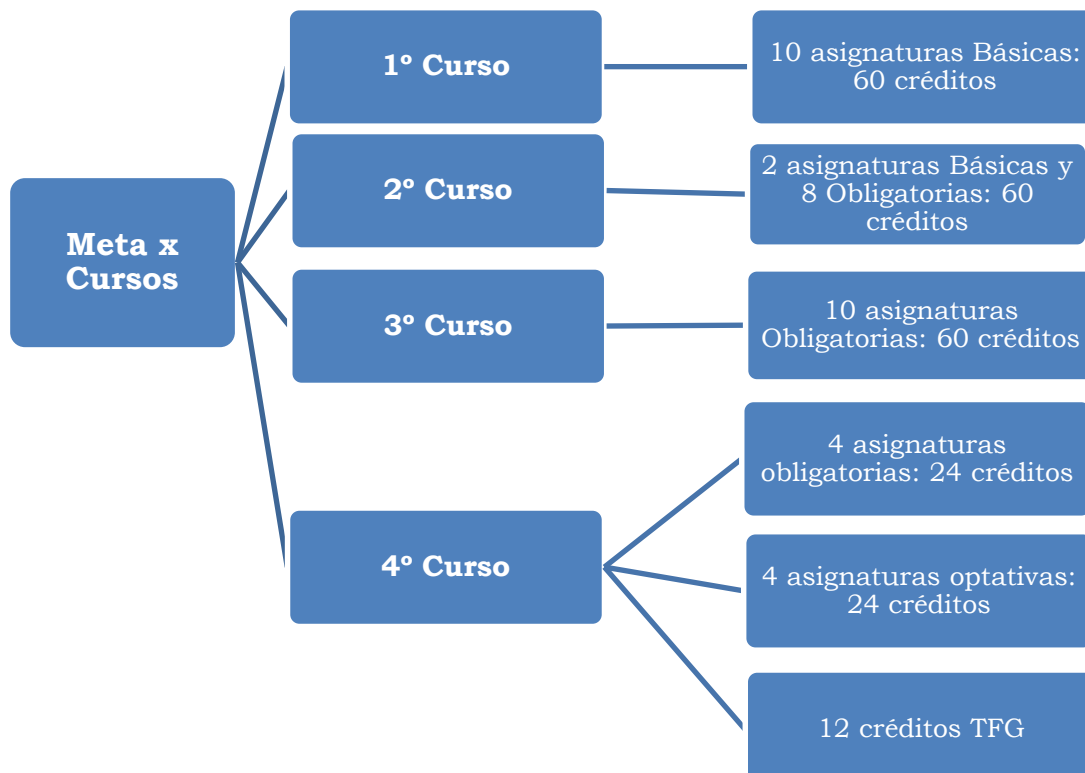 Meta x
Cursos
1º Curso
10 asignaturas Básicas:
60 créditos
2º Curso
2 asignaturas Básicas y
8 Obligatorias: 60
créditos
3º Curso
10 asignaturas
Obligatorias: 60 créditos
4º Curso
4 asignaturas
obligatorias: 24 créditos
4 asignaturas optativas:
24 créditos
12 créditos TFG